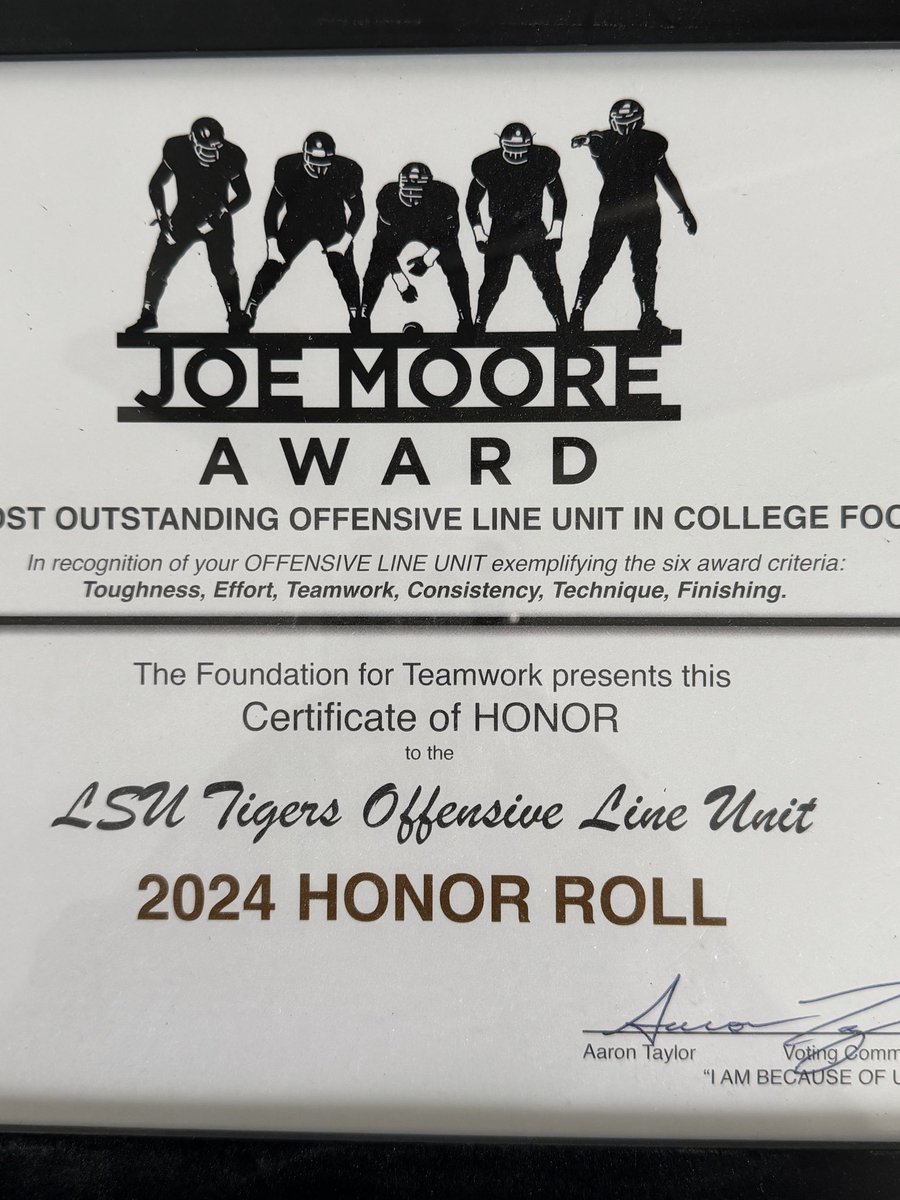 JOE MOORE
AWARD
OST OUTSTANDING OFFENSIVE LINE UNIT IN COLLEGE FOO
In recognition of your OFFENSIVE LINE UNIT exemplifying the six award criteria:
Toughness, Effort, Teamwork, Consistency, Technique, Finishing.
The Foundation for Teamwork presents this
Certificate of HONOR
to the
LSU Tigers Offensive Line Unit
2024 HONOR ROLL
Aaron Taylor Voting Comm
"I AM BECAUSE OF U